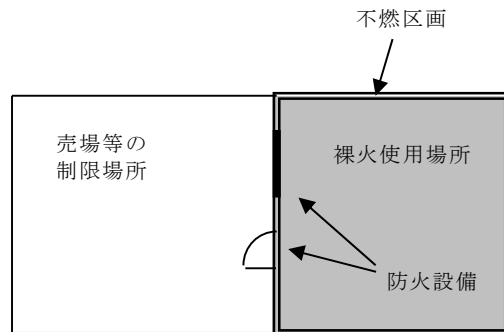 不燃区画
売場等の
制限場所
裸火使用場所
防火設備